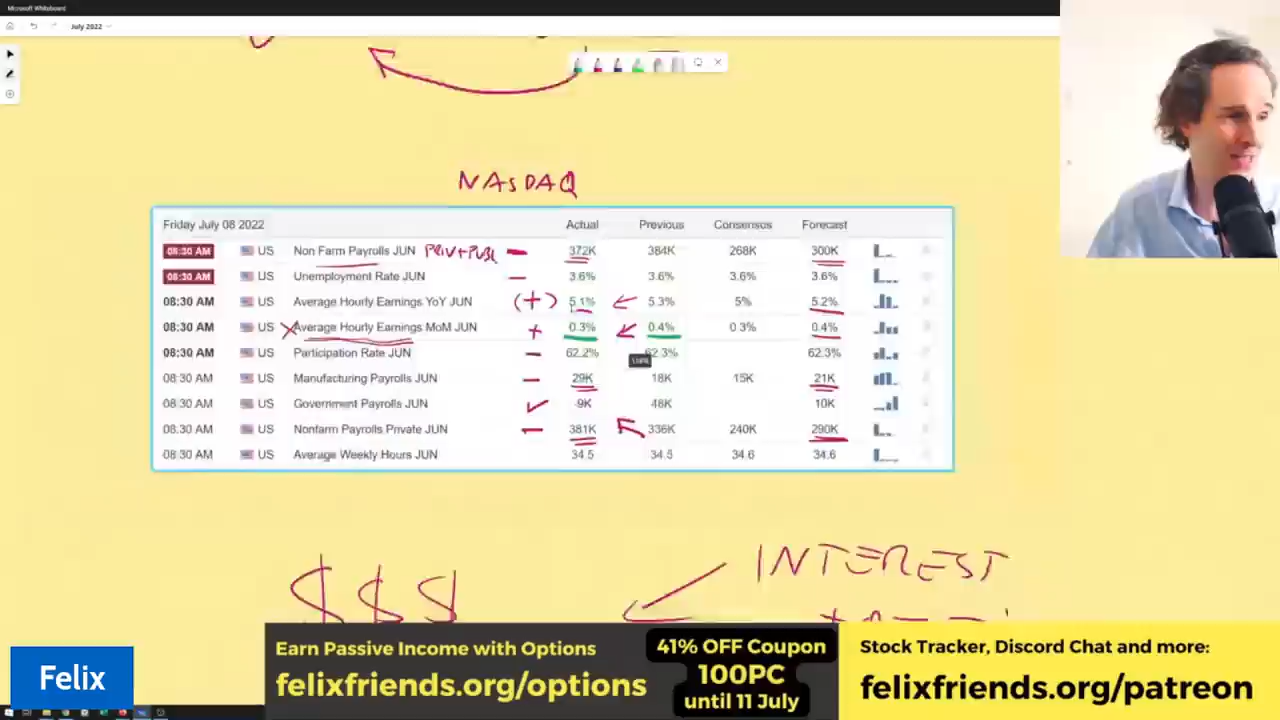 Microsoft Whiteboard
July 2022
NASDAQ
Friday July 08 2022 Actual Previous Consensus Forecast
08:30 AM US Non Farm Payrolls JUN PRIV+PUBL - 372K 384K 268K 300K
08:30 AM US Unemployment Rate JUN - 3.6% 3.6% 3.6% 3.6%
08:30 AM US Average Hourly Earnings YoY JUN (+) 5.1% 5.3% 5% 5.2%
08:30 AM US Average Hourly Earnings MoM JUN + 0.3% 0.4% 0.3% 0.4%
08:30 AM US Participation Rate JUN - 62.2% 62.3% 62.3%
08:30 AM US Manufacturing Payrolls JUN - 29K 18K 15K 21K
08:30 AM US Government Payrolls JUN -9K 48K 10K
08:30 AM US Nonfarm Payrolls Private JUN - 381K 336K 240K 290K
08:30 AM US Average Weekly Hours JUN 34.5 34.5 34.6 34.6
$$$
INTEREST
Felix
Earn Passive Income with Options
felixfriends.org/options
41% OFF Coupon
100PC
until 11 July
Stock Tracker, Discord Chat and more:
felixfriends.org/patreon